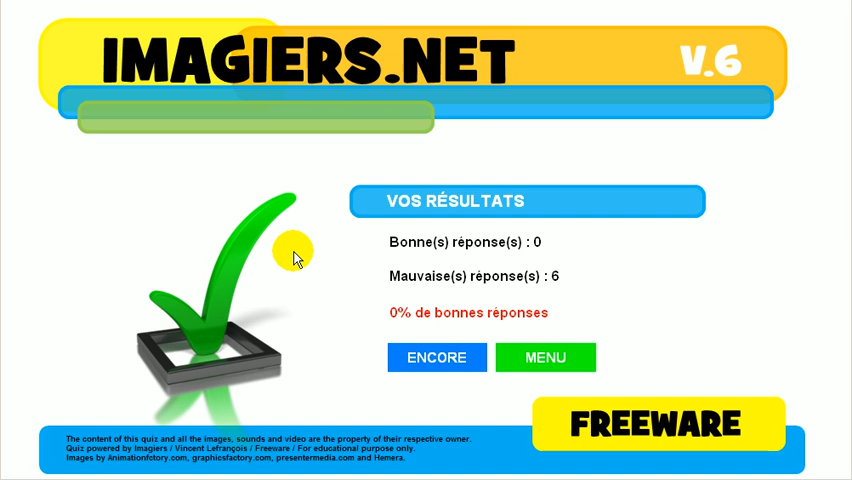 IMAGIERS.NET
V.6
VOS RÉSULTATS
Bonne(s) réponse(s) : 0
Mauvaise(s) réponse(s) : 6
0% de bonnes réponses
ENCORE
MENU
FREEWARE
The content of this quiz and all the images, sounds and video are the property of their respective owner.
Quiz powered by Imagiers / Vincent Lefrançois / Freeware / For educational purpose only.
Images by Animationfctory.com, graphicsfactory.com, presentermedia.com and Hemera.